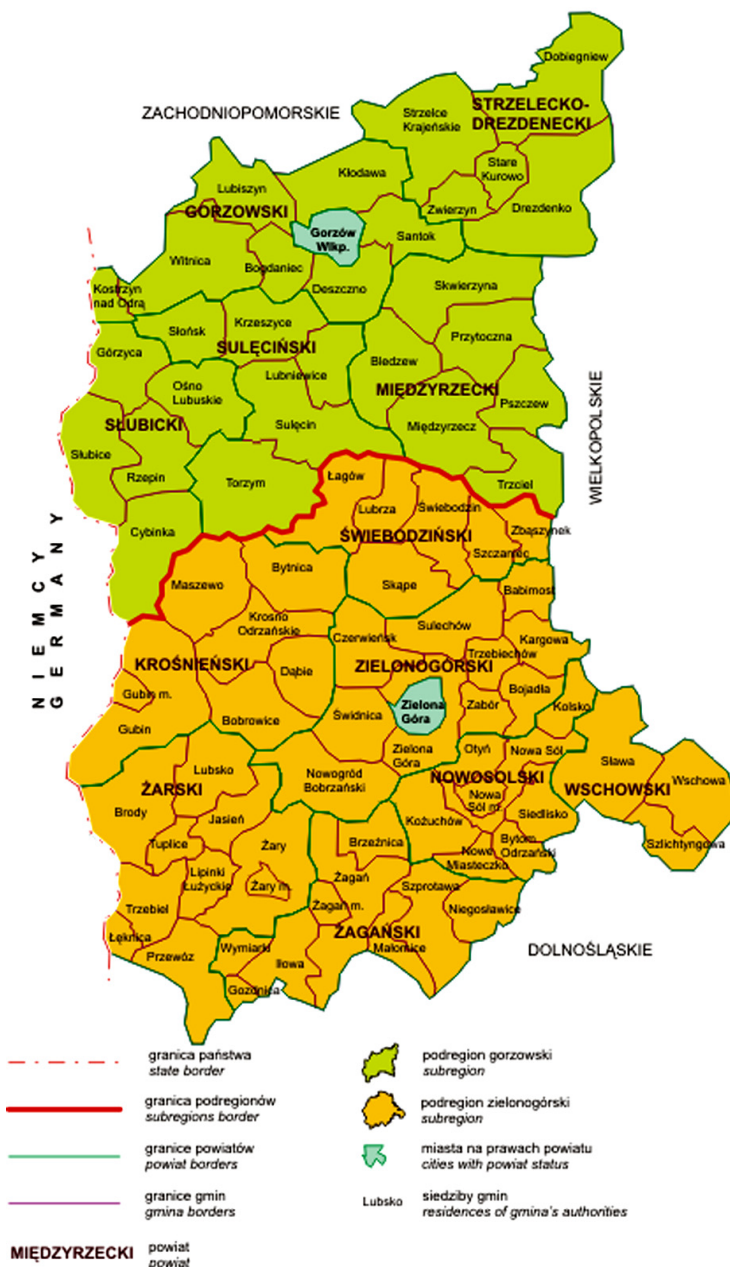 Dobiegniew
ZACHODNIOPOMORSKIE
STRZELECKO-
DREZDENECKI
Strzelce
Krajeńskie
Stare
Kurowo
Kłodawa
Lubiszyn
GORZOWSKI
Zwierzyn
Drezdenko
Gorzów
Wlkp.
Santok
Witnica
Bogdaniec
Deszczno
Skwierzyna
Kostrzyn
nad Odrą
Krzeszyce
Słońsk
SULĘCIŃSKI
Przytoczna
Górzyca
Bledzew
Lubniewice
Ośno
Lubuskie
MIĘDZYRZECKI
Pszczew
WIELKOPOLSKIE
SŁUBICKI
Sulęcin
Międzyrzecz
Słubice
Rzepin
Torzym
Łagów
Trzciel
Lubrza
Świebodzin
Cybinka
ŚWIEBODZIŃSKI
Zbąszynek
Szczaniec
NIEMCY
GERMANY
Bytnica
Maszewo
Skąpe
Babimost
Krosno
Odrzańskie
Sulechów
Czerwieńsk
Kargowa
Trzebiechów
KROŚNIEŃSKI
ZIELONOGÓRSKI
Dąbie
Bojadła
Gubin m.
Zabór
Kolsko
Zielona
Góra
Świdnica
Bobrowice
Gubin
Zielona
Góra
Otyń
Nowa Sól
Sława
Lubsko
Nowogród
Bobrzański
NOWOSOLSKI
Wschowa
ŻARSKI
WSCHOWSKI
Nowa
Sól m.
Brody
Siedlisko
Jasień
Kożuchów
Tuplice
Żary
Brzeźnica
Bytom
Odrzański
Szlichtyngowa
Nowe
Miasteczko
Lipinki
Łużyckie
Żagań
Żary m.
Szprotawa
Trzebiel
Żagań m.
Niegosławice
ŻAGAŃSKI
Łęknica
Wymiarki
Małomice
DOLNOŚLĄSKIE
Przewóz
Iłowa
Gozdnica
granica państwa
state border
podregion gorzowski
subregion
granica podregionów
subregions border
podregion zielonogórski
subregion
granice powiatów
powiat borders
miasta na prawach powiatu
cities with powiat status
granice gmin
gmina borders
Lubsko
siedziby gmin
residences of gmina's authorities
MIĘDZYRZECKI
powiat
powiat